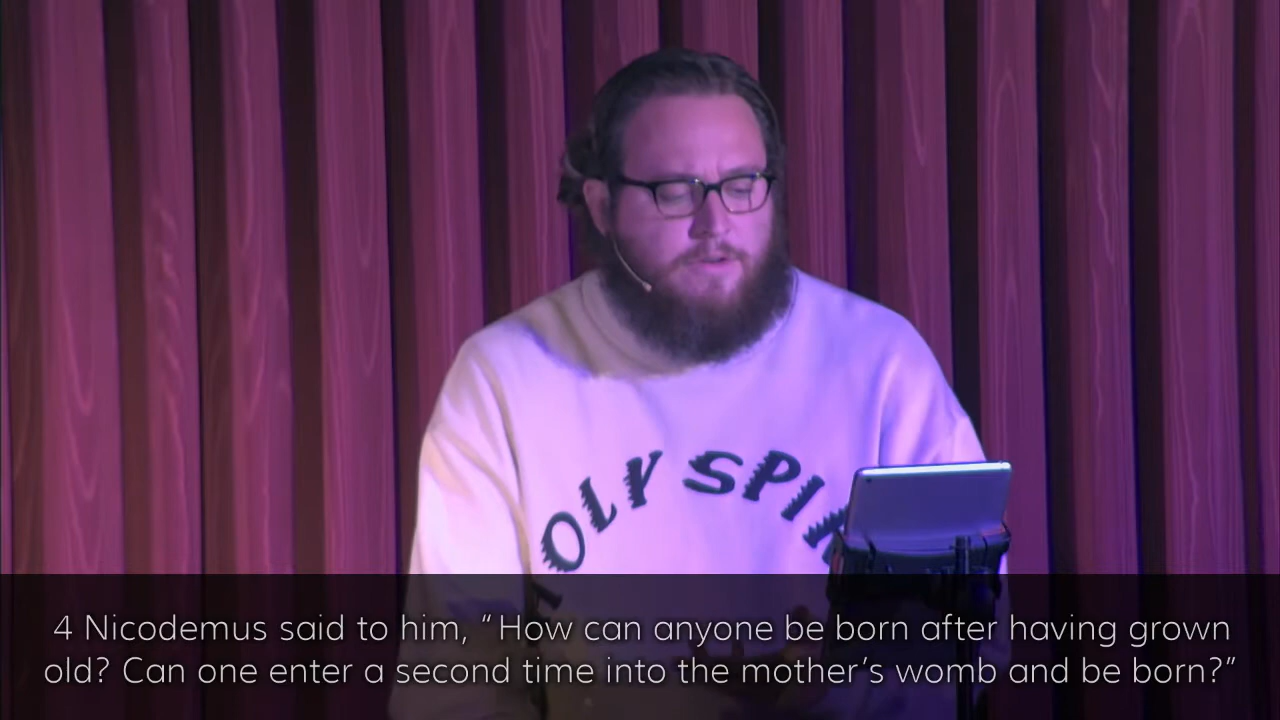 OLY SPI
4 Nicodemus said to him, “How can anyone be born after having grown
old? Can one enter a second time into the mother’s womb and be born?”